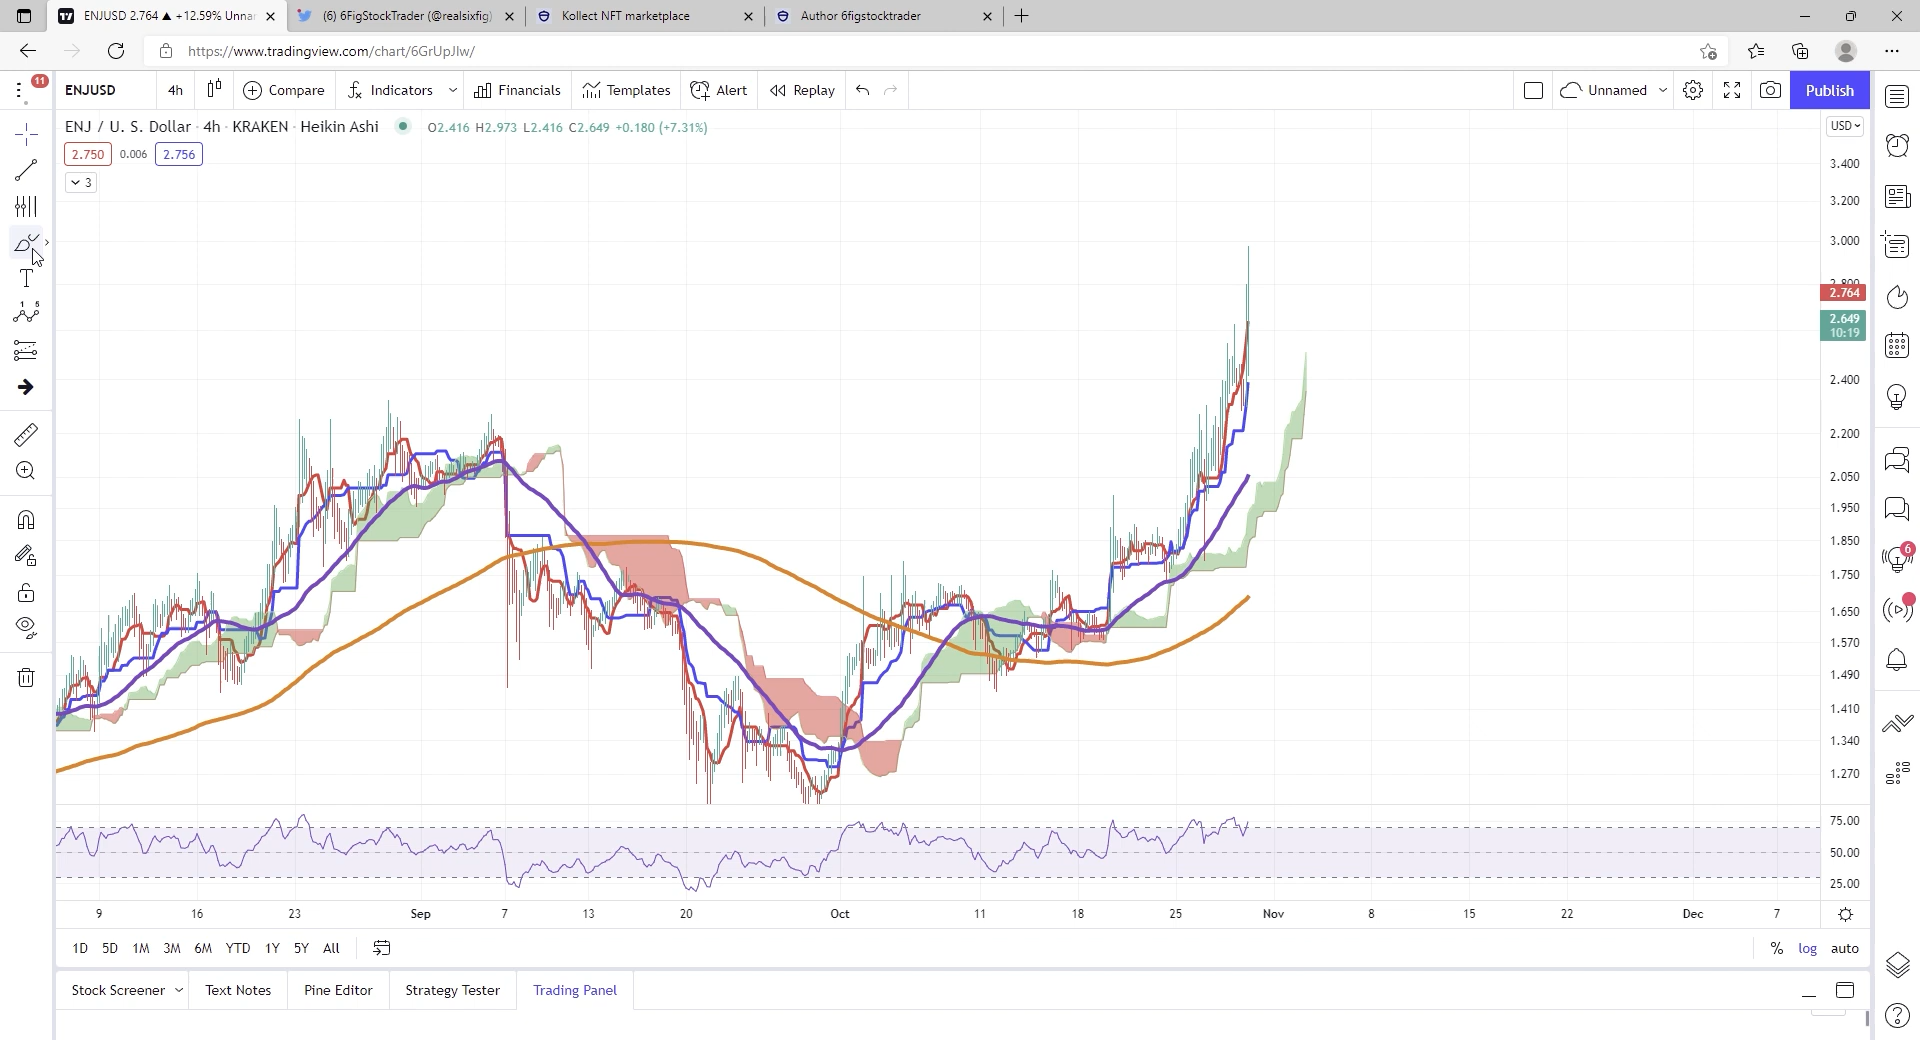 ENJUSD 2.764 ▲ +12.59% Unna
(6) 6FigStockTrader (@realsixfig)
Kollect NFT marketplace
Author 6figstocktrader
https://www.tradingview.com/chart/6GrUpJIw/
11
ENJUSD 4h Compare Indicators Financials Templates Alert Replay Unnamed Publish
ENJ / U. S. Dollar · 4h · KRAKEN · Heikin Ashi O2.416 H2.973 L2.416 C2.649 +0.180 (+7.31%)
USD
2.750 0.006 2.756
3
3.400
3.200
3.000
2.800
2.764
2.649
10:19
2.400
2.200
2.050
1.950
1.850
1.750
1.650
1.570
1.490
1.410
1.340
1.270
75.00
50.00
25.00
T
1 5
6
9 16 23 Sep 7 13 20 Oct 11 18 25 Nov 8 15 22 Dec 7
1D 5D 1M 3M 6M YTD 1Y 5Y All % log auto
Stock Screener Text Notes Pine Editor Strategy Tester Trading Panel